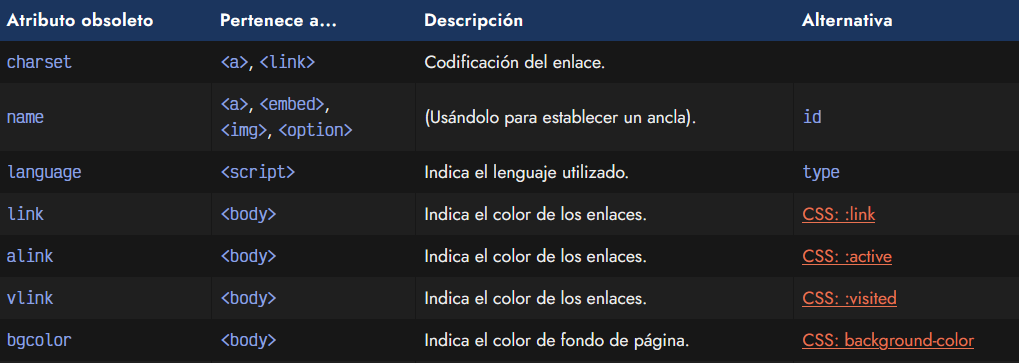 Atributo obsoleto Pertenece a... Descripción Alternativa
charset <a>, <link> Codificación del enlace.
name <a>, <embed>, <img>, <option> (Usándolo para establecer un ancla). id
language <script> Indica el lenguaje utilizado. type
link <body> Indica el color de los enlaces. CSS: :link
alink <body> Indica el color de los enlaces. CSS: :active
vlink <body> Indica el color de los enlaces. CSS: :visited
bgcolor <body> Indica el color de fondo de página. CSS: background-color